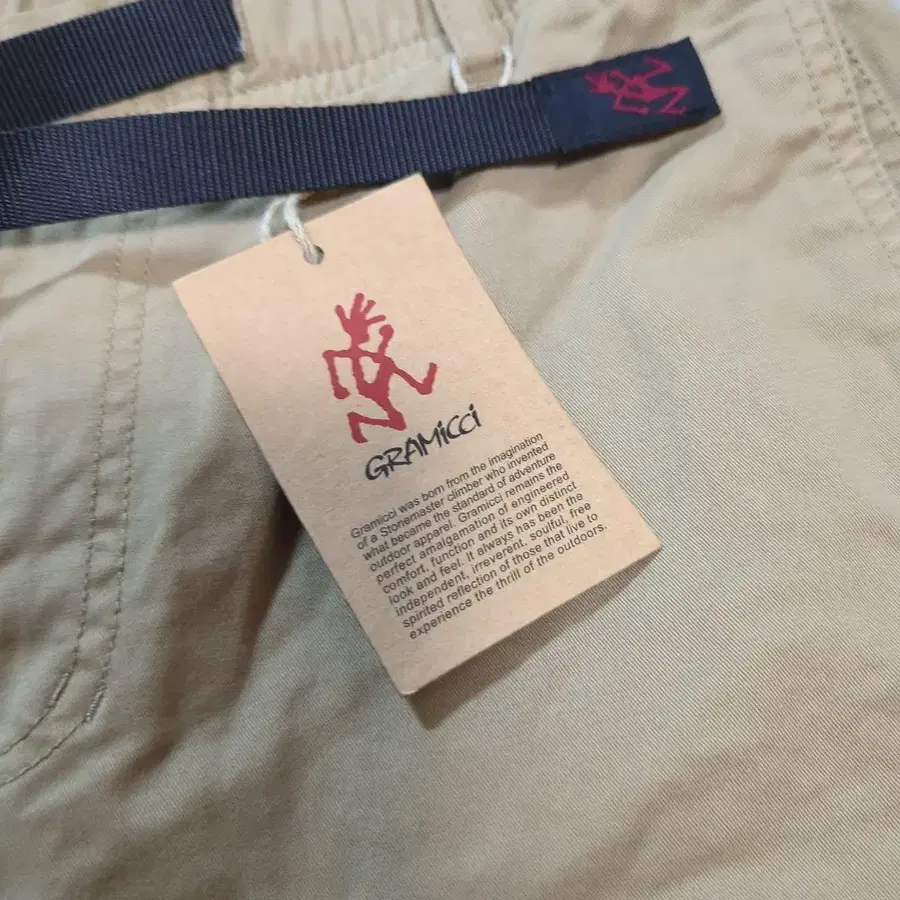 GRAMiCCi
Gramicci was born from the imagination
of a Stonemaster climber who invented
what became the standard of adventure
outdoor apparel. Gramicci remains the
perfect amalgamation of engineered
comfort, function and its own distinct
look and feel. It always has been the
independent, irreverent, soulful, free
spirited reflection of those that live to
experience the thrill of the outdoors.